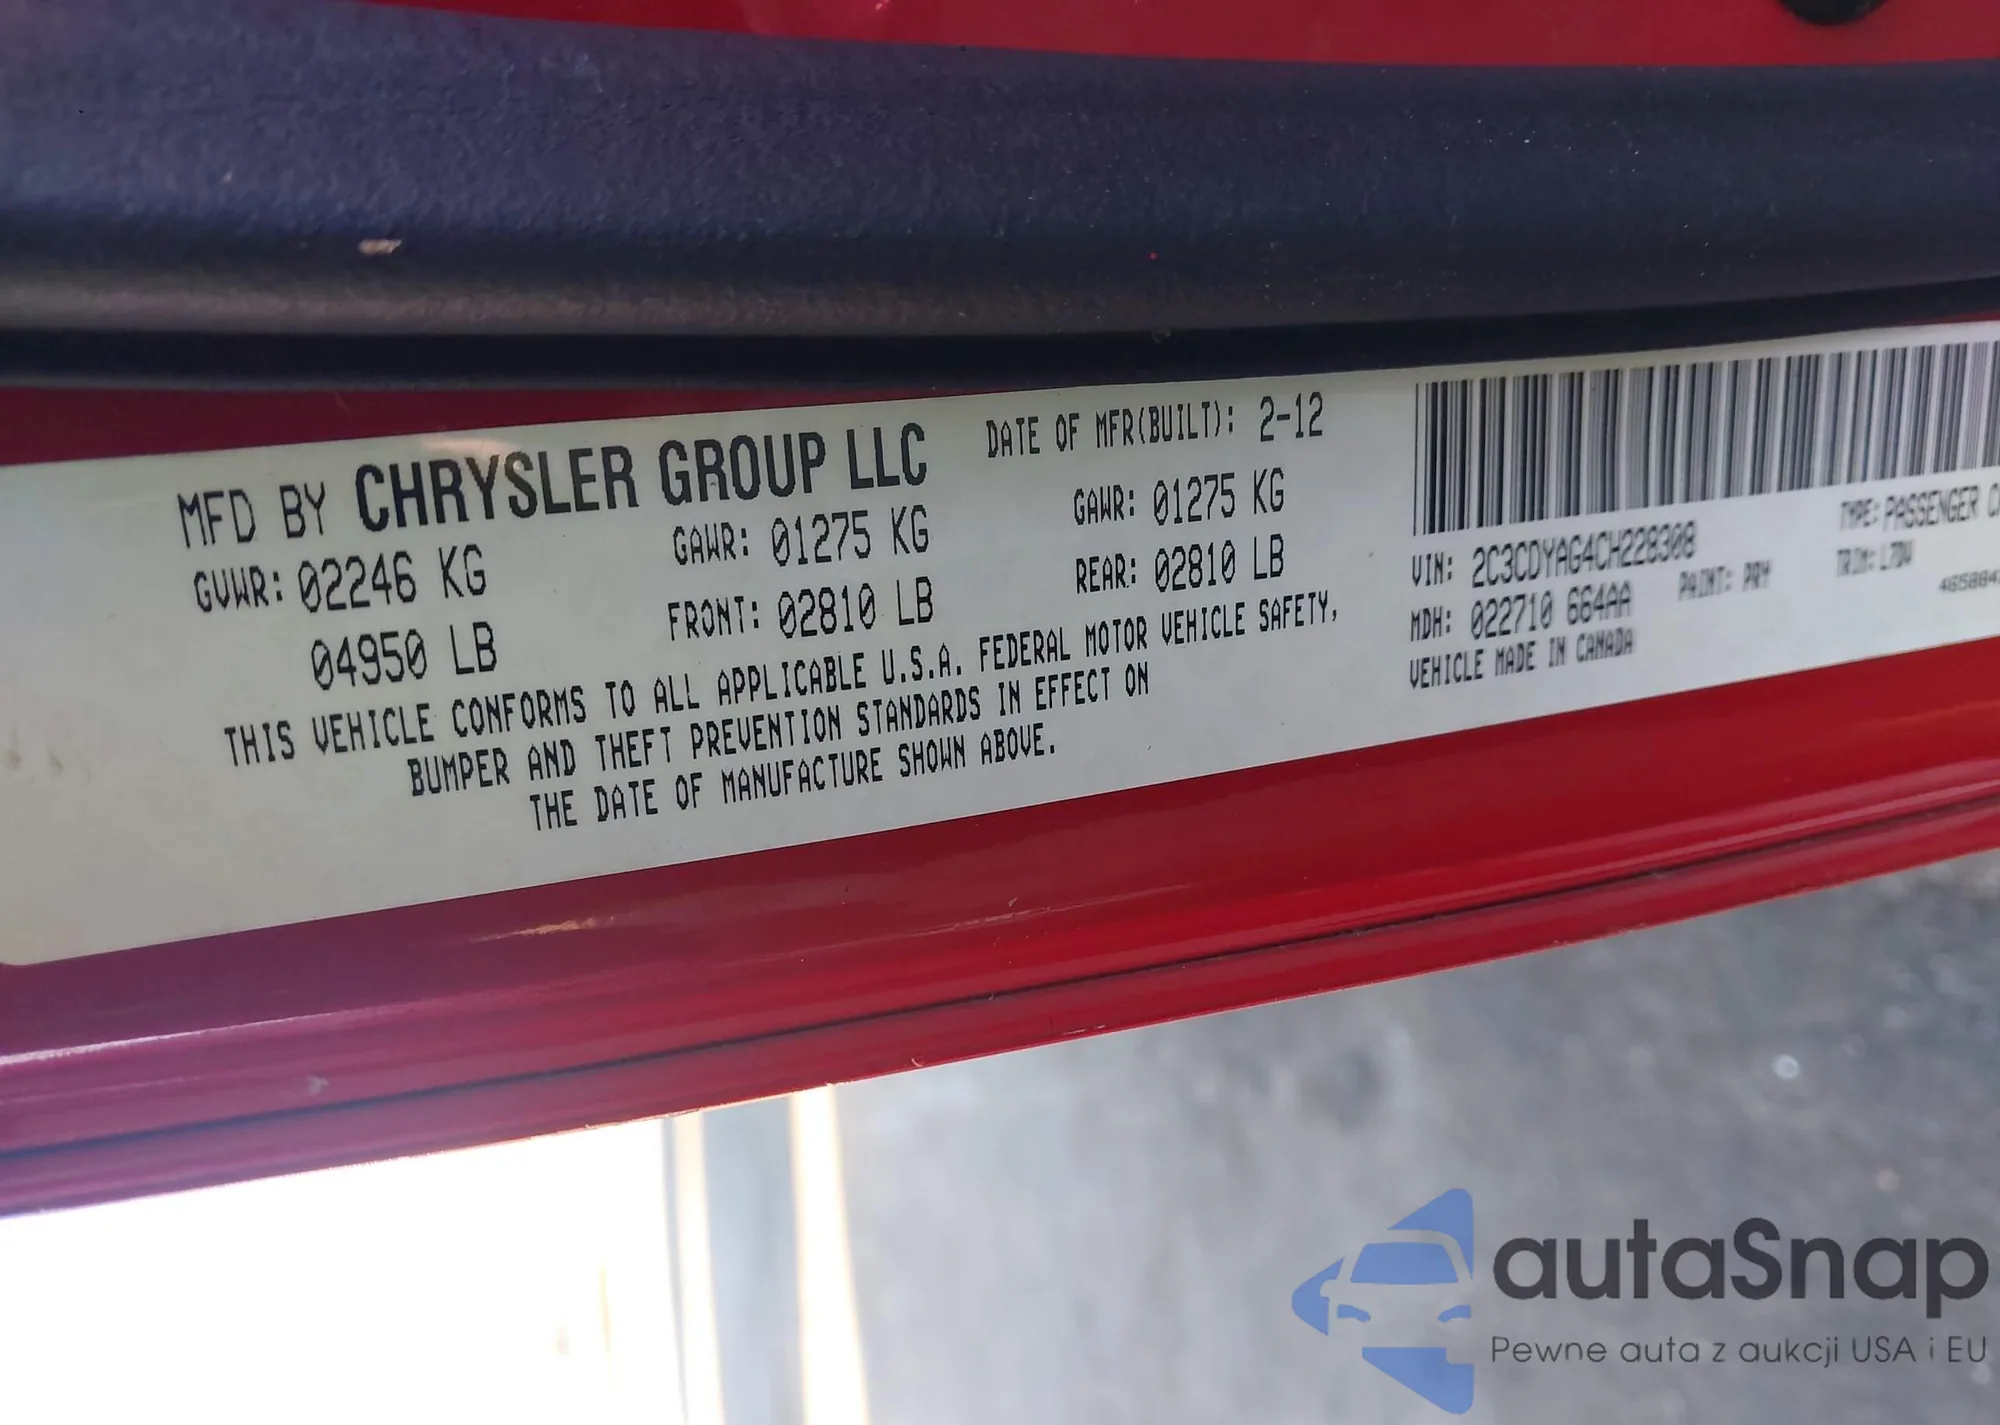 MFD BY CHRYSLER GROUP LLC
DATE OF MFR(BUILT): 2-12
GVWR: 02246 KG
04950 LB
GAWR: 01275 KG
FRONT: 02810 LB
GAWR: 01275 KG
REAR: 02810 LB
THIS VEHICLE CONFORMS TO ALL APPLICABLE U.S.A. FEDERAL MOTOR VEHICLE SAFETY,
BUMPER AND THEFT PREVENTION STANDARDS IN EFFECT ON
THE DATE OF MANUFACTURE SHOWN ABOVE.
VIN: 2C3CDYAG4CH228308
TYPE: PASSENGER
MDH: 022710 664AA
PAINT: PRY
TRIM: L7DW
VEHICLE MADE IN CANADA
autaSnap
Pewne auta z aukcji USA i EU